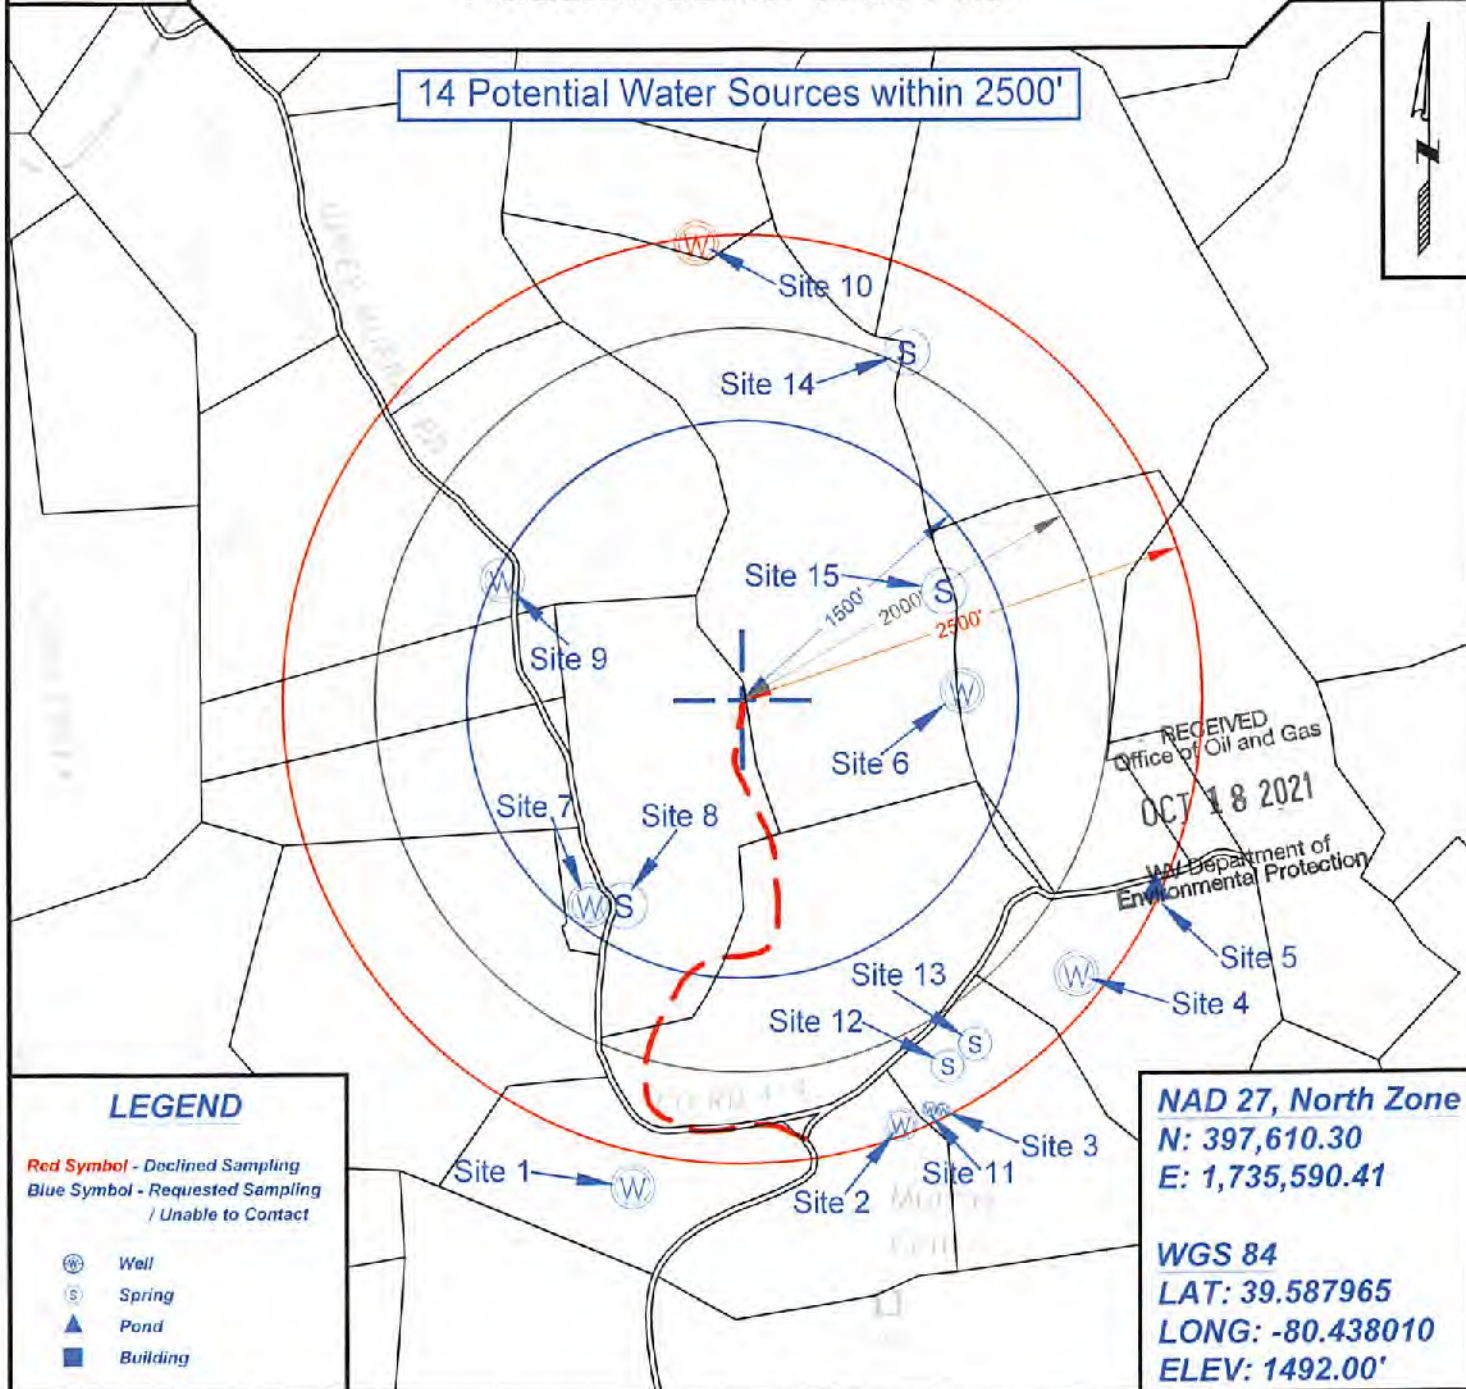 14 Potential Water Sources within 2500'
N
Site 10
Site 14
Site 15
1500'
2000'
2500'
Site 9
Site 6
Site 7
Site 8
RECEIVED
Office of Oil and Gas
OCT 18 2021
WV Department of
Environmental Protection
Site 5
Site 4
Site 13
Site 12
Site 3
Site 11
Site 2
Site 1
W
W
W
W
W
W
W
S
S
S
S
S
LEGEND
Red Symbol - Declined Sampling
Blue Symbol - Requested Sampling
/ Unable to Contact
W Well
S Spring
Pond
Building
NAD 27, North Zone
N: 397,610.30
E: 1,735,590.41
WGS 84
LAT: 39.587965
LONG: -80.438010
ELEV: 1492.00'